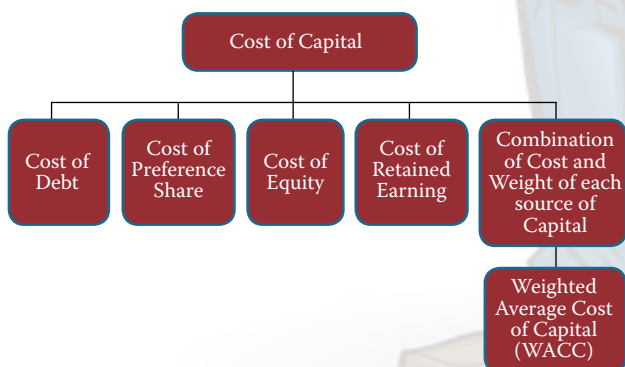 Cost of Capital
Cost of
Debt
Cost of
Preference
Share
Cost of
Equity
Cost of
Retained
Earning
Combination
of Cost and
Weight of each
source of
Capital
Weighted
Average Cost
of Capital
(WACC)